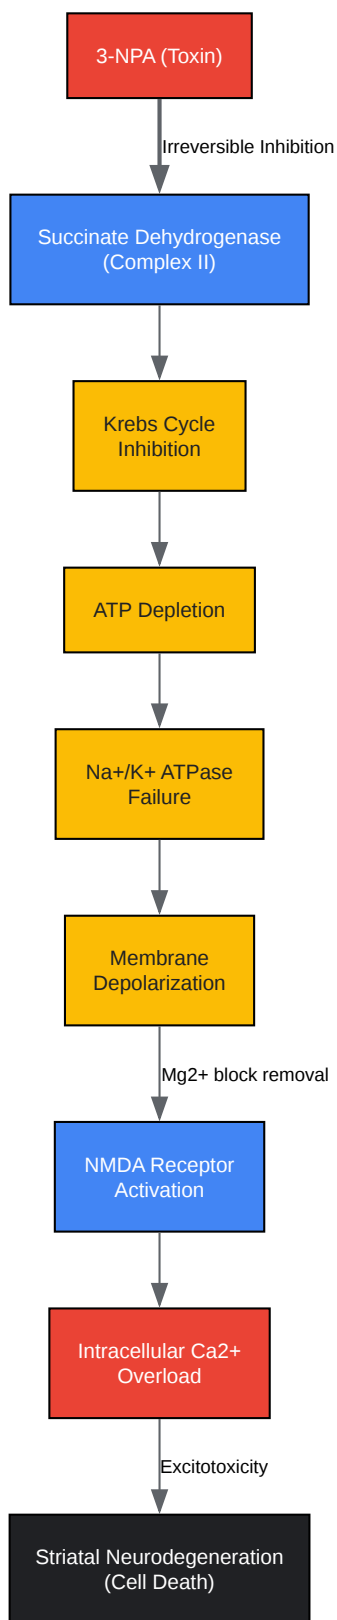 3-NPA (Toxin)
Irreversible Inhibition
Succinate Dehydrogenase
(Complex II)
Krebs Cycle
Inhibition
ATP Depletion
Na+/K+ ATPase
Failure
Membrane
Depolarization
Mg2+ block removal
NMDA Receptor
Activation
Intracellular Ca2+
Overload
Excitotoxicity
Striatal Neurodegeneration
(Cell Death)